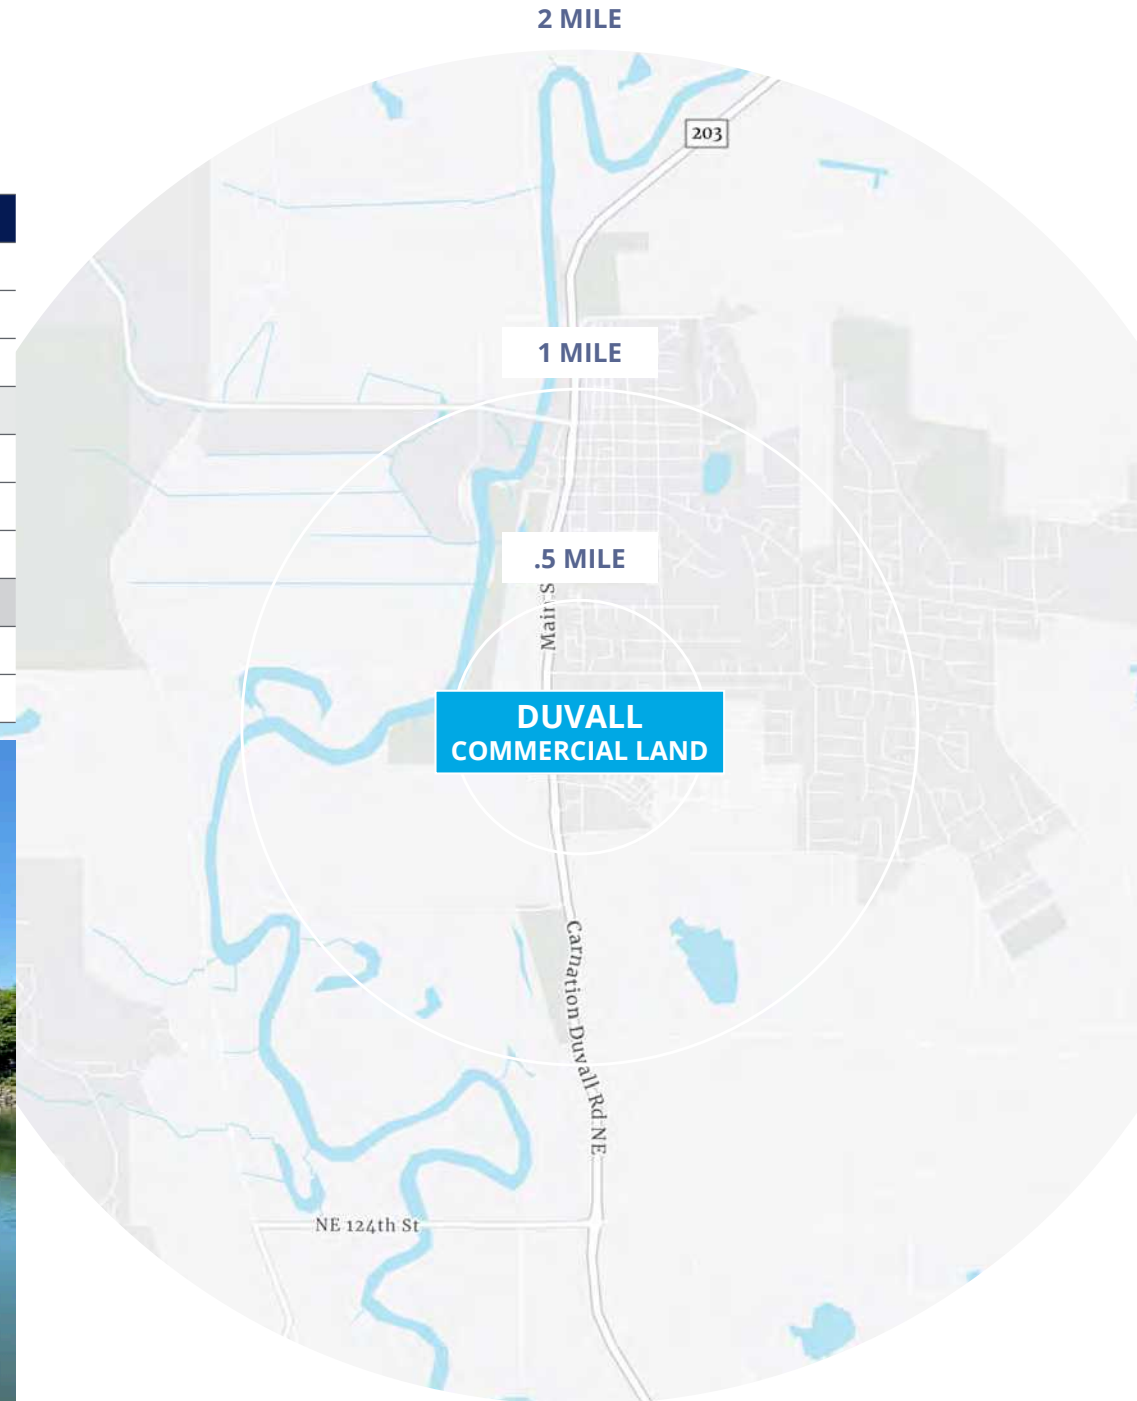 2 MILE
203
1 MILE
.5 MILE
Main S
DUVALL
COMMERCIAL LAND
Carnation Duvall Rd NE
NE 124th St